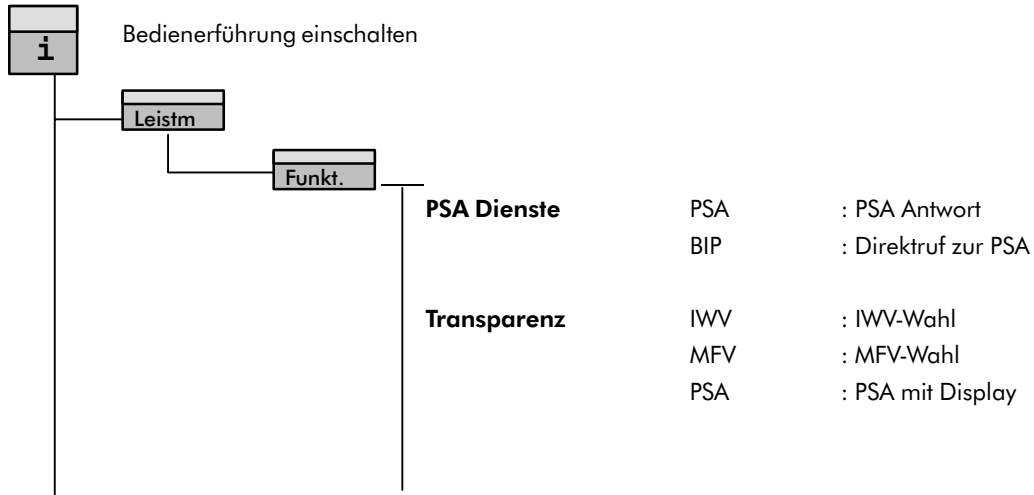 i Bedienerführung einschalten
Leistm
Funkt.
PSA Dienste PSA : PSA Antwort
BIP : Direktruf zur PSA
Transparenz IWV : IWV-Wahl
MFV : MFV-Wahl
PSA : PSA mit Display